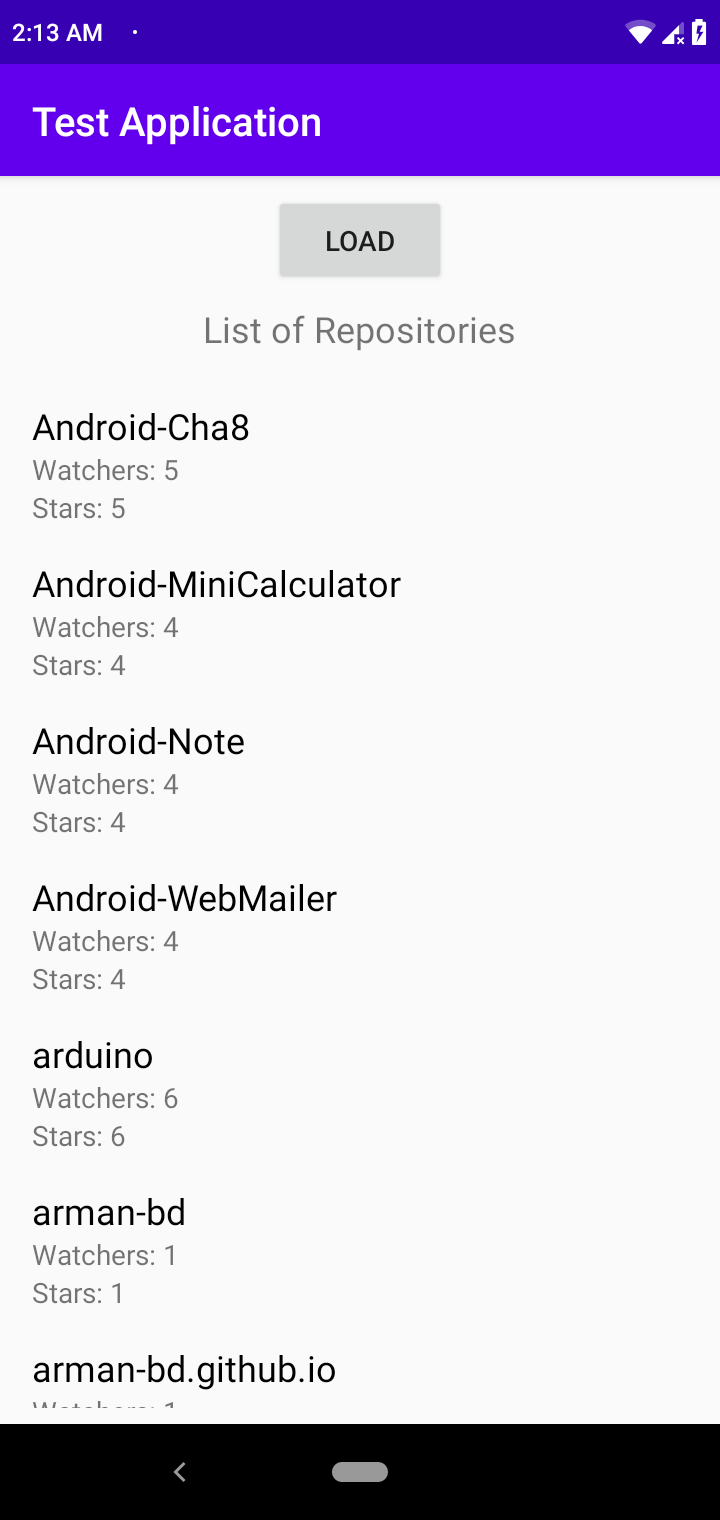 2:13 AM
Test Application
LOAD
List of Repositories
Android-Cha8
Watchers: 5
Stars: 5
Android-MiniCalculator
Watchers: 4
Stars: 4
Android-Note
Watchers: 4
Stars: 4
Android-WebMailer
Watchers: 4
Stars: 4
arduino
Watchers: 6
Stars: 6
arman-bd
Watchers: 1
Stars: 1
arman-bd.github.io
Watchers: 1